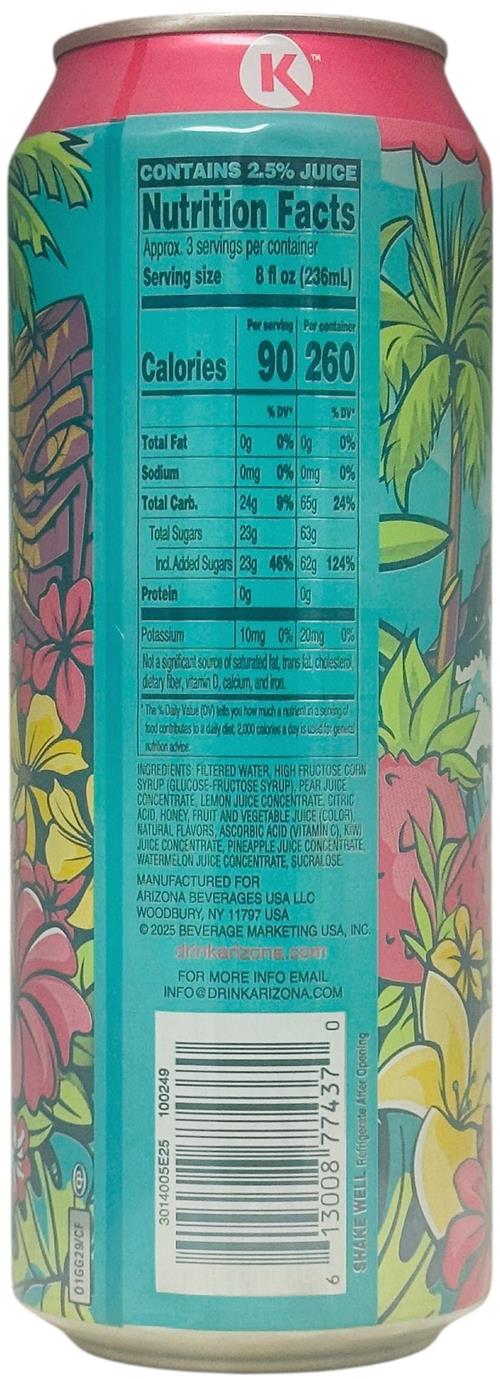 K™
CONTAINS 2.5% JUICE
Nutrition Facts
Approx. 3 servings per container
Serving size 8 fl oz (236mL)
Per serving Per container
Calories 90 260
% DV* % DV*
Total Fat 0g 0% 0g 0%
Sodium 0mg 0% 0mg 0%
Total Carb. 24g 9% 65g 24%
Total Sugars 23g 63g
Incl. Added Sugars 23g 46% 62g 124%
Protein 0g 0g
Potassium 10mg 0% 20mg 0%
Not a significant source of saturated fat, trans fat, cholesterol,
dietary fiber, vitamin D, calcium, and iron.
* The % Daily Value (DV) tells you how much a nutrient in a serving of
food contributes to a daily diet. 2,000 calories a day is used for general
nutrition advice.
INGREDIENTS: FILTERED WATER, HIGH FRUCTOSE CORN
SYRUP (GLUCOSE-FRUCTOSE SYRUP), PEAR JUICE
CONCENTRATE, LEMON JUICE CONCENTRATE, CITRIC
ACID, HONEY, FRUIT AND VEGETABLE JUICE (COLOR),
NATURAL FLAVORS, ASCORBIC ACID (VITAMIN C), KIWI
JUICE CONCENTRATE, PINEAPPLE JUICE CONCENTRATE,
WATERMELON JUICE CONCENTRATE, SUCRALOSE.
MANUFACTURED FOR
ARIZONA BEVERAGES USA LLC
WOODBURY, NY 11797 USA
© 2025 BEVERAGE MARKETING USA, INC.
drinkarizona.com
FOR MORE INFO EMAIL
INFO@DRINKARIZONA.COM
3014005E25 100249
6 13008 77437 0
SHAKE WELL Refrigerate After Opening
01GG29/CF